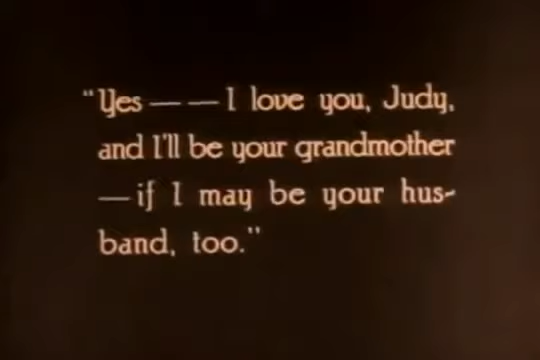 "Yes — — I love you, Judy,
and I'll be your grandmother
— if I may be your hus-
band, too."